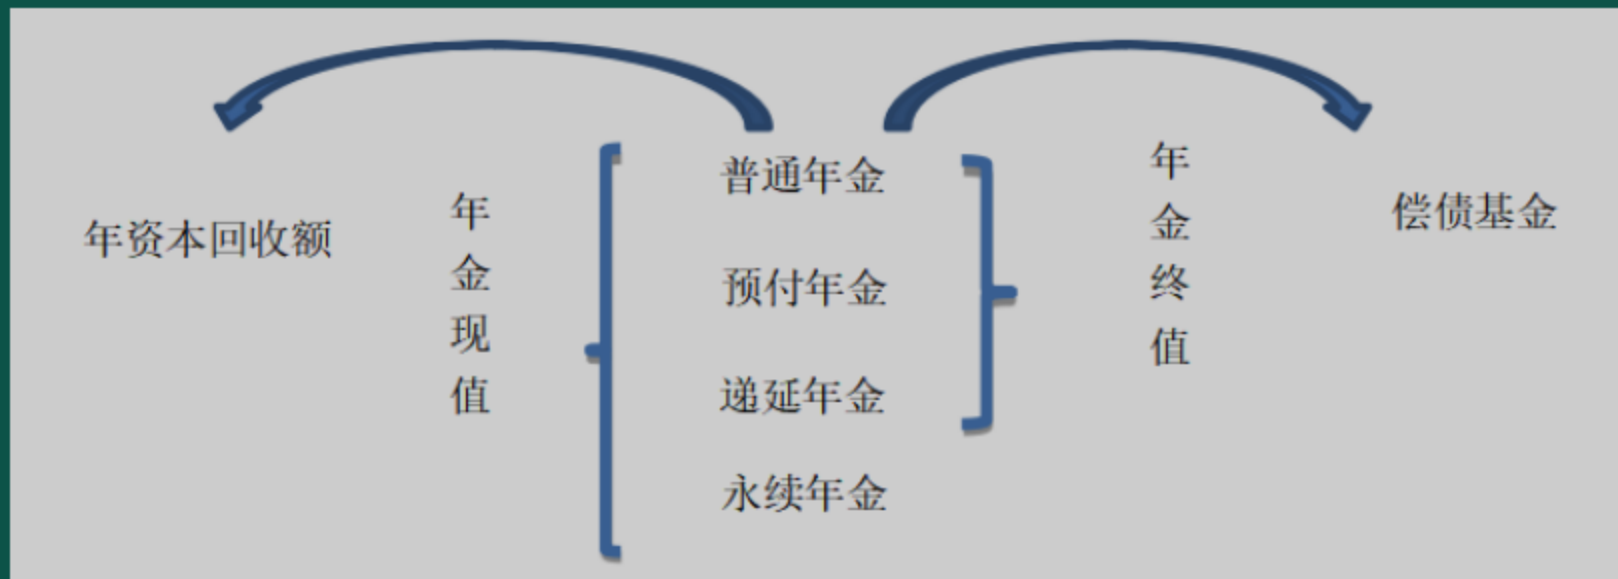 年资本回收额
年金现值
普通年金
预付年金
递延年金
永续年金
年金终值
偿债基金